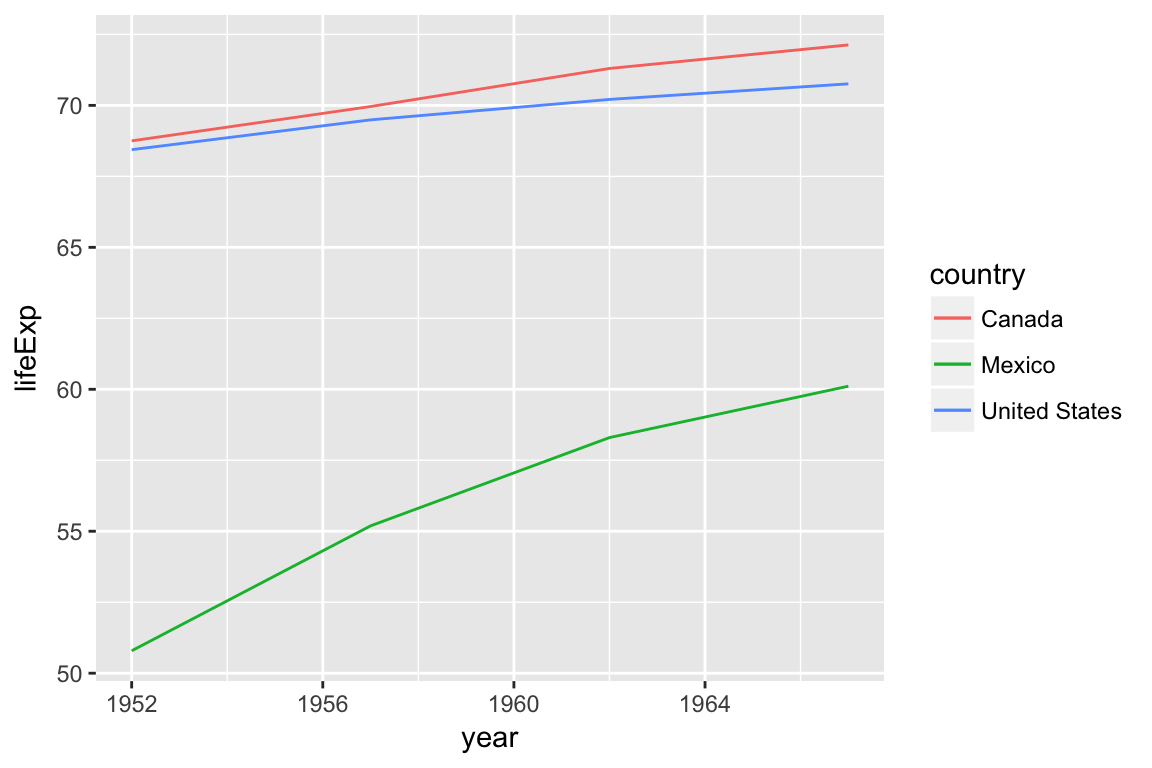 70
65
60
55
50
lifeExp
1952 1956 1960 1964
year
country
Canada
Mexico
United States